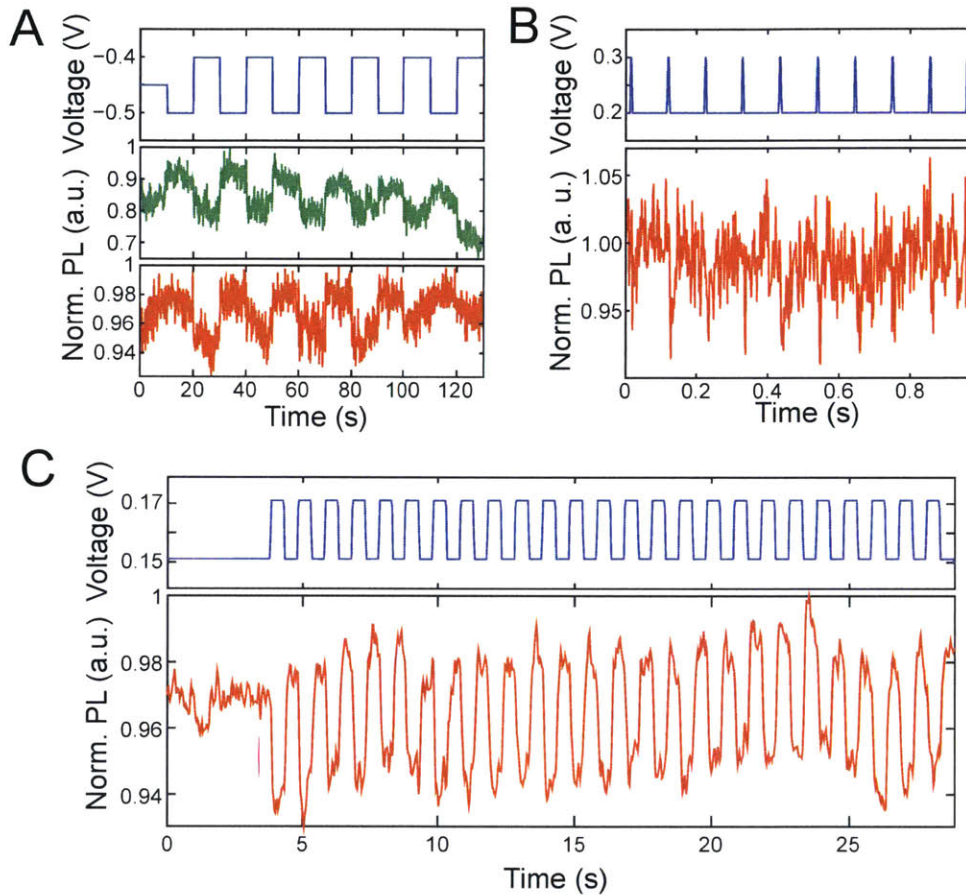 A
Voltage (V)
−0.4
−0.5
Norm. PL (a.u.)
1
0.9
0.8
0.7
1
0.98
0.96
0.94
0 20 40 60 80 100 120
Time (s)
B
Voltage (V)
0.3
0.2
Norm. PL (a. u.)
1.05
1.00
0.95
0 0.2 0.4 0.6 0.8
Time (s)
C
Voltage (V)
0.17
0.15
Norm. PL (a.u.)
1
0.98
0.96
0.94
0 5 10 15 20 25
Time (s)